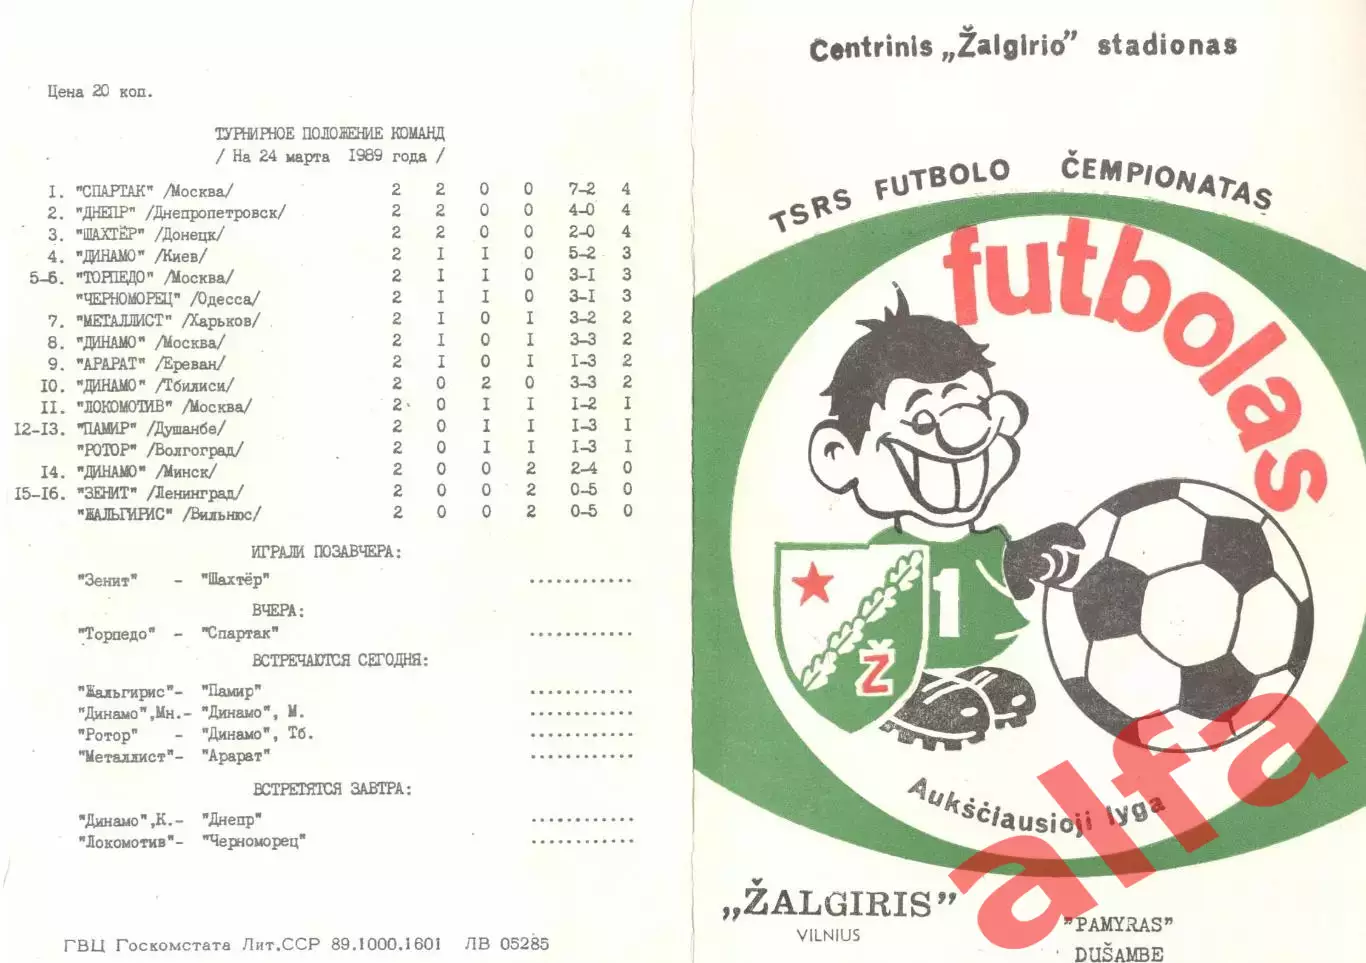 Цена 20 коп.
ТУРНИРНОЕ ПОЛОЖЕНИЕ КОМАНД
/ На 24 марта 1989 года /
I. "СПАРТАК" /Москва/ 2 2 0 0 7-2 4
2. "ДНЕПР" /Днепропетровск/ 2 2 0 0 4-0 4
3. "ШАХТЁР" /Донецк/ 2 2 0 0 2-0 4
4. "ДИНАМО" /Киев/ 2 I I 0 5-2 3
5-6. "ТОРПЕДО" /Москва/ 2 I I 0 3-I 3
"ЧЕРНОМОРЕЦ" /Одесса/ 2 I I 0 3-I 3
7. "МЕТАЛЛИСТ" /Харьков/ 2 I 0 I 3-2 2
8. "ДИНАМО" /Москва/ 2 I 0 I 3-3 2
9. "АРАРАТ" /Ереван/ 2 I 0 I I-3 2
I0. "ДИНАМО" /Тбилиси/ 2 0 2 0 3-3 2
II. "ЛОКОМОТИВ" /Москва/ 2 0 I I I-2 I
I2-I3. "ПАМИР" /Душанбе/ 2 0 I I I-3 I
"РОТОР" /Волгоград/ 2 0 I I I-3 I
I4. "ДИНАМО" /Минск/ 2 0 0 2 2-4 0
I5-I6. "ЗЕНИТ" /Ленинград/ 2 0 0 2 0-5 0
"ЖАЛЬГИРИС" /Вильнюс/ 2 0 0 2 0-5 0
ИГРАЛИ ПОЗАВЧЕРА:
"Зенит" - "Шахтёр" ............
ВЧЕРА:
"Торпедо" - "Спартак" ............
ВСТРЕЧАЮТСЯ СЕГОДНЯ:
"Жальгирис"- "Памир" ............
"Динамо",Мн.- "Динамо", М. ............
"Ротор" - "Динамо", Тб. ............
"Металлист"- "Арарат" ............
ВСТРЕТЯТСЯ ЗАВТРА:
"Динамо",К.- "Днепр" ............
"Локомотив"- "Черноморец" ............
ГВЦ Госкомстата Лит.ССР 89.1000.1601 ЛВ 05285
Centrinis „Žalgirio” stadionas
TSRS FUTBOLO ČEMPIONATAS
futbolas
1
Ž
Aukščiausioji lyga
„ŽALGIRIS”
VILNIUS
"PAMYRAS"
DUŠAMBE
alfa